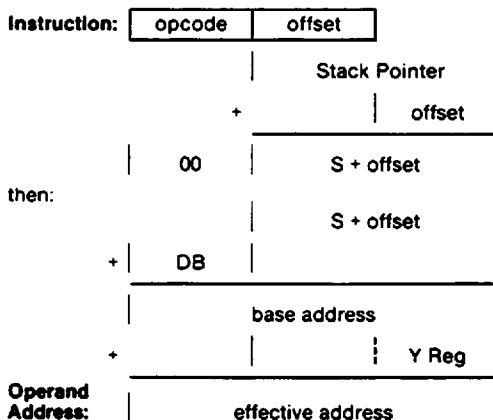 Instruction: opcode offset
Stack Pointer
+ offset
00 S + offset
then:
S + offset
+ DB
base address
+ Y Reg
Operand
Address: effective address